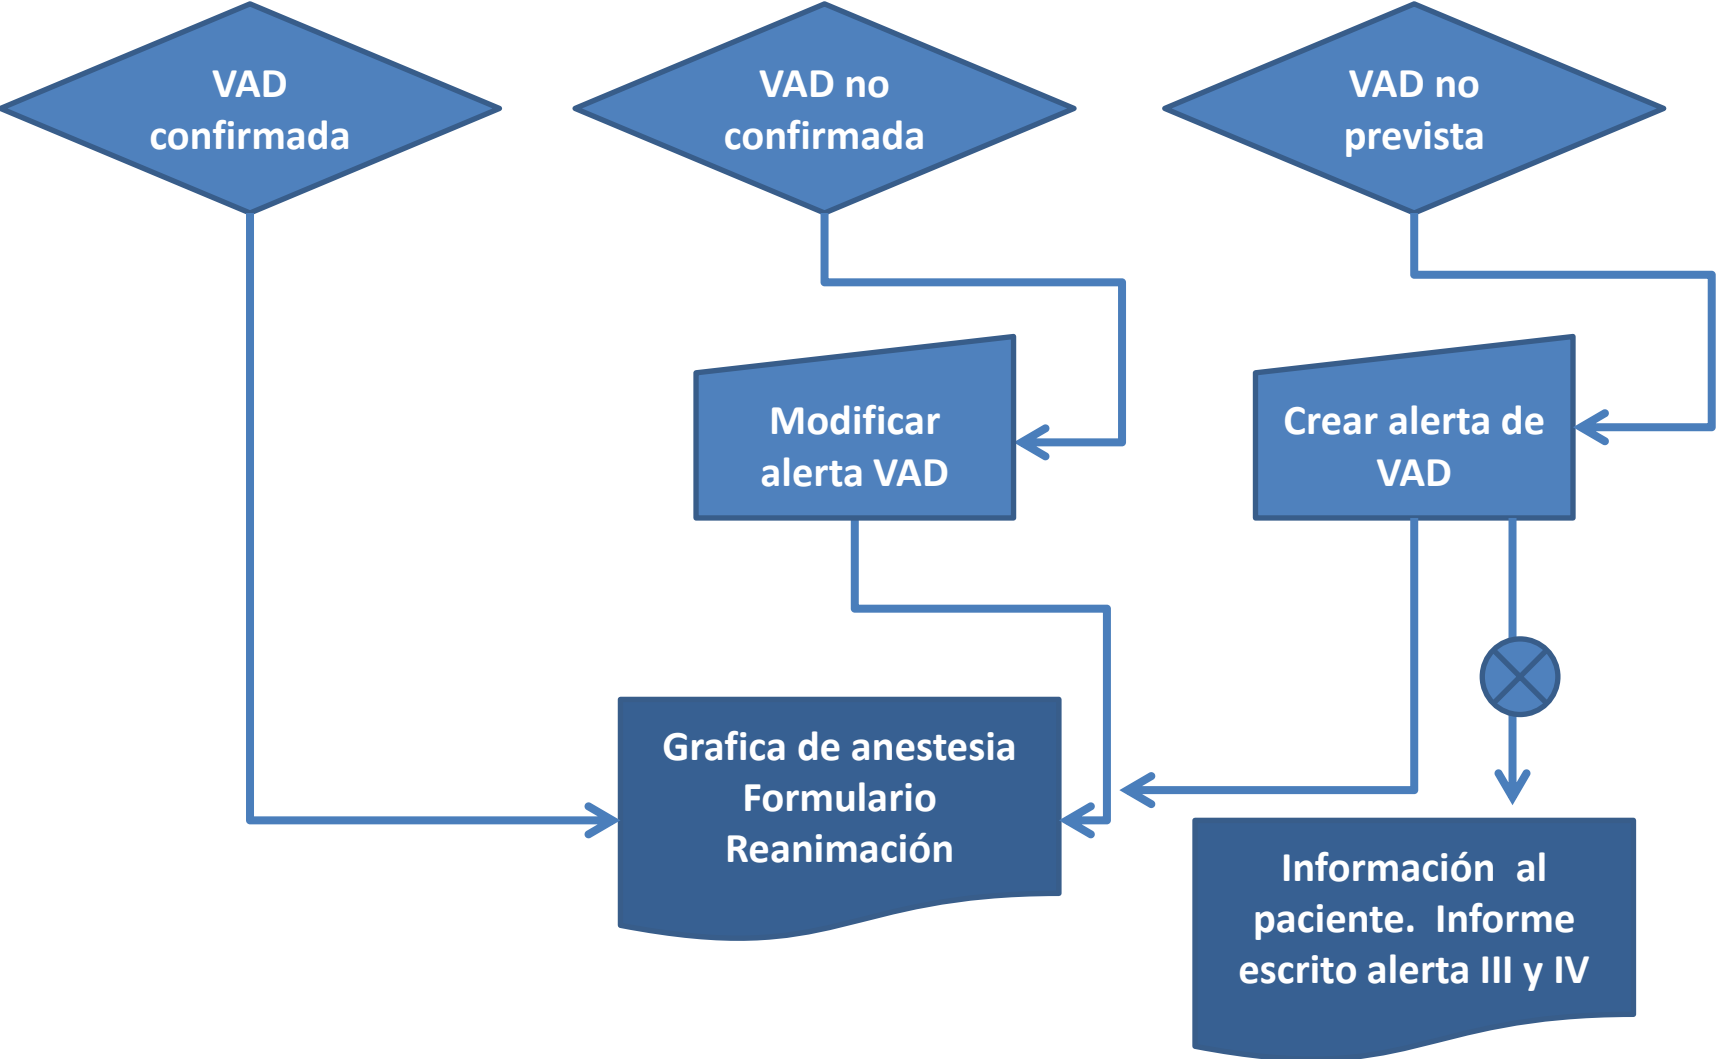 VAD
confirmada
VAD no
confirmada
VAD no
prevista
Modificar
alerta VAD
Crear alerta de
VAD
Grafica de anestesia
Formulario
Reanimación
Información  al
paciente.  Informe
escrito alerta III y IV